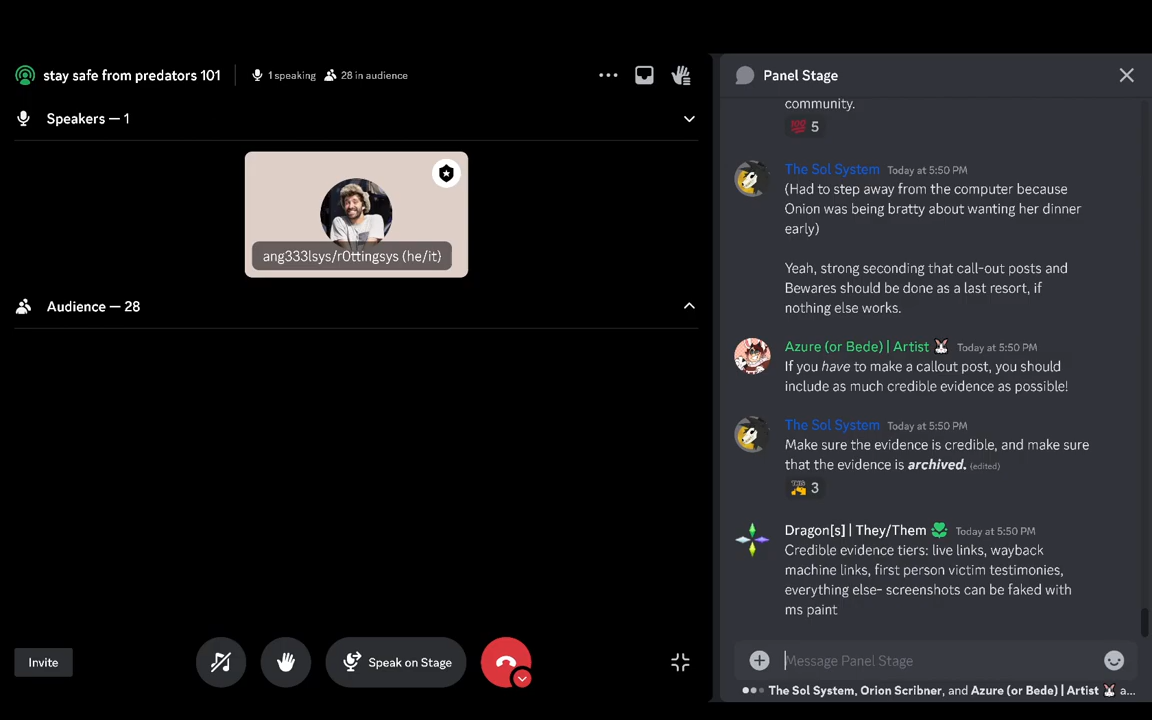 stay safe from predators 101
1 speaking
28 in audience
Speakers — 1
ang333lsys/r0ttingsys (he/it)
Audience — 28
Invite
Speak on Stage
Panel Stage
community.
100 5
The Sol System Today at 5:50 PM
(Had to step away from the computer because
Onion was being bratty about wanting her dinner
early)
Yeah, strong seconding that call-out posts and
Bewares should be done as a last resort, if
nothing else works.
Azure (or Bede) | Artist Today at 5:50 PM
If you have to make a callout post, you should
include as much credible evidence as possible!
The Sol System Today at 5:50 PM
Make sure the evidence is credible, and make sure
that the evidence is archived. (edited)
3
Dragon[s] | They/Them Today at 5:50 PM
Credible evidence tiers: live links, wayback
machine links, first person victim testimonies,
everything else- screenshots can be faked with
ms paint
Message Panel Stage
The Sol System, Orion Scribner, and Azure (or Bede) | Artist a...